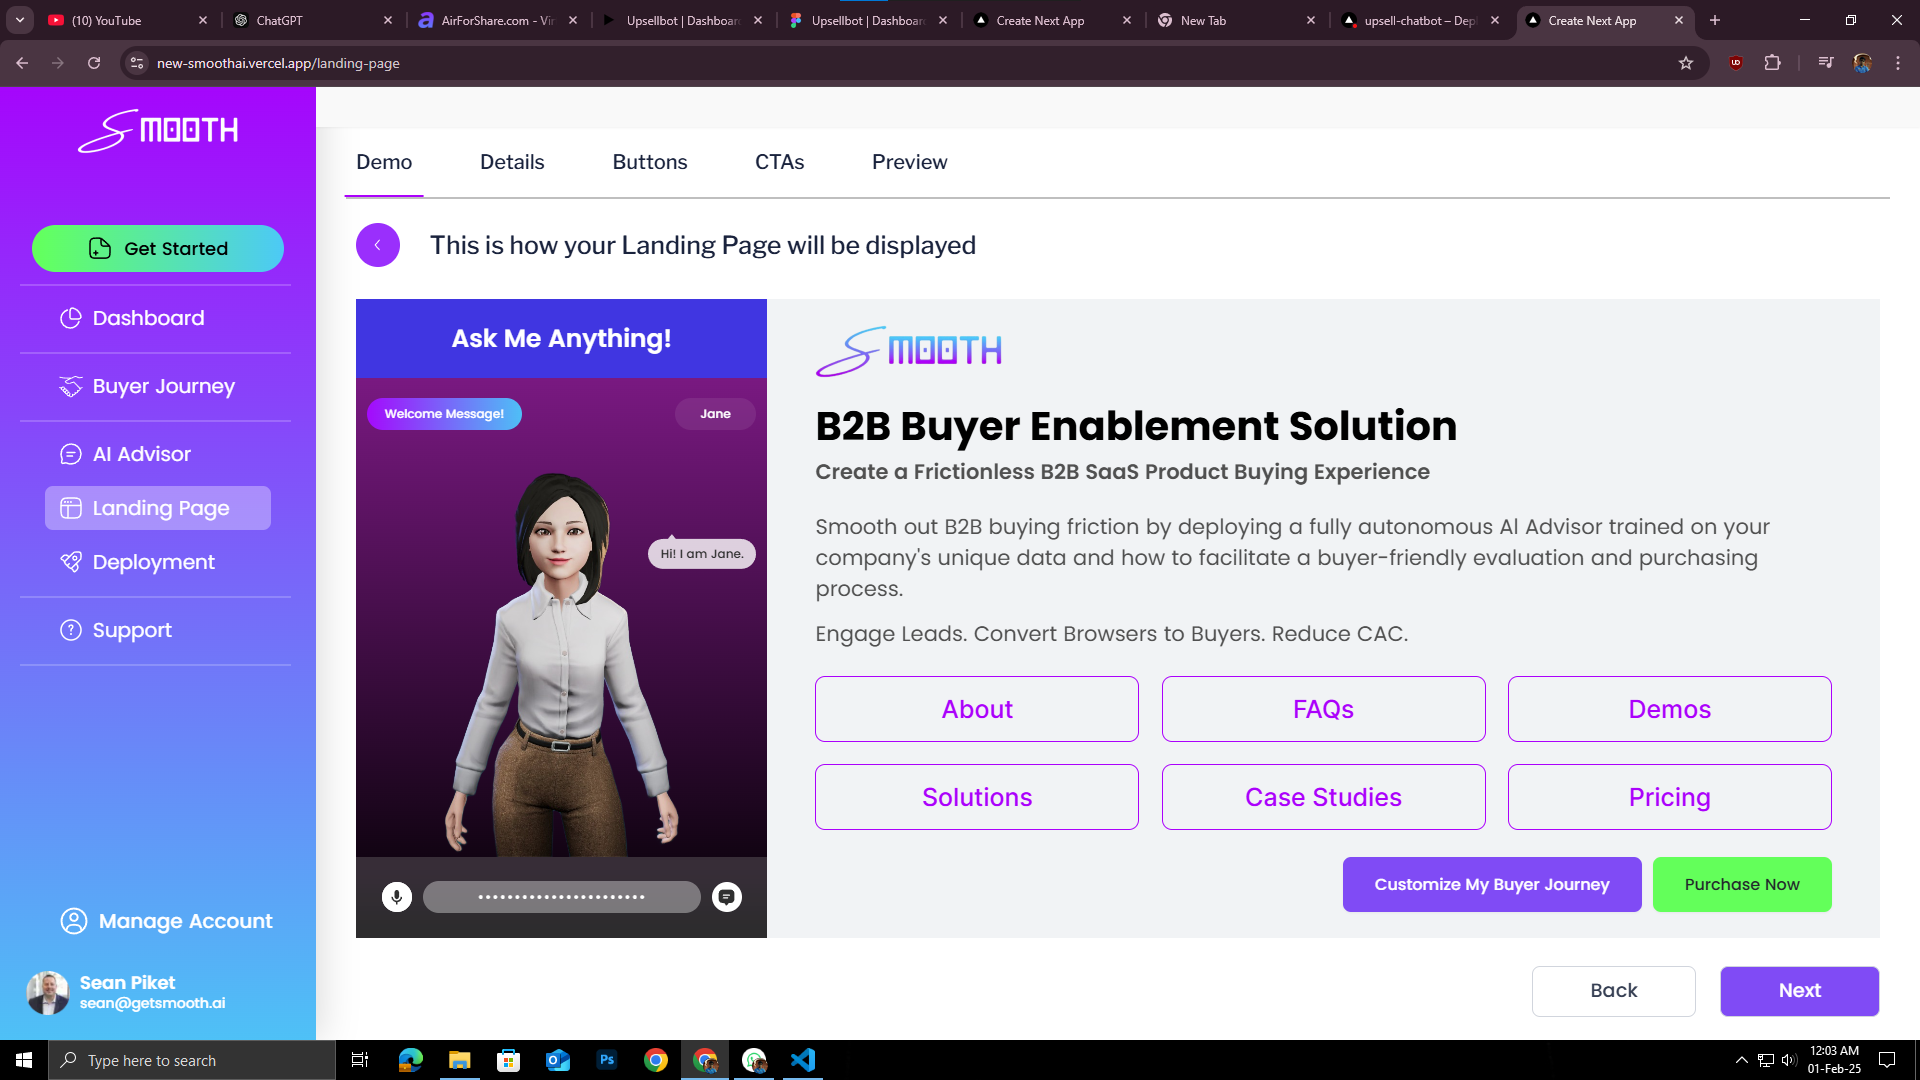 (10) YouTube
ChatGPT
AirForShare.com - Vir
Upsellbot | Dashboard
Upsellbot | Dashboar
Create Next App
New Tab
upsell-chatbot – Dep
Create Next App
new-smoothai.vercel.app/landing-page
SMOOTH
Get Started
Dashboard
Buyer Journey
AI Advisor
Landing Page
Deployment
Support
Manage Account
Sean Piket
sean@getsmooth.ai
Demo
Details
Buttons
CTAs
Preview
This is how your Landing Page will be displayed
Ask Me Anything!
Welcome Message!
Jane
Hi! I am Jane.
SMOOTH
B2B Buyer Enablement Solution
Create a Frictionless B2B SaaS Product Buying Experience
Smooth out B2B buying friction by deploying a fully autonomous AI Advisor trained on your
company's unique data and how to facilitate a buyer-friendly evaluation and purchasing
process.
Engage Leads. Convert Browsers to Buyers. Reduce CAC.
About
FAQs
Demos
Solutions
Case Studies
Pricing
Customize My Buyer Journey
Purchase Now
Back
Next
Type here to search
Ps
12:03 AM
01-Feb-25